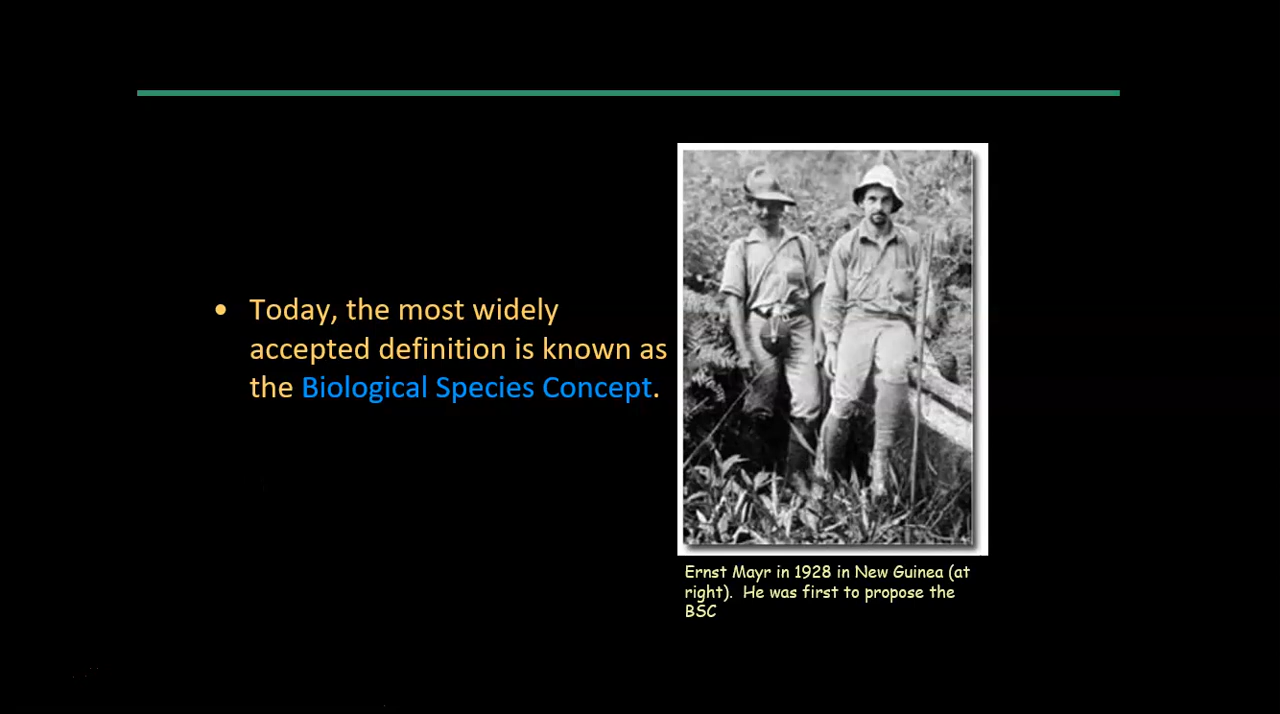 • Today, the most widely
accepted definition is known as
the Biological Species Concept.
Ernst Mayr in 1928 in New Guinea (at
right).  He was first to propose the
BSC